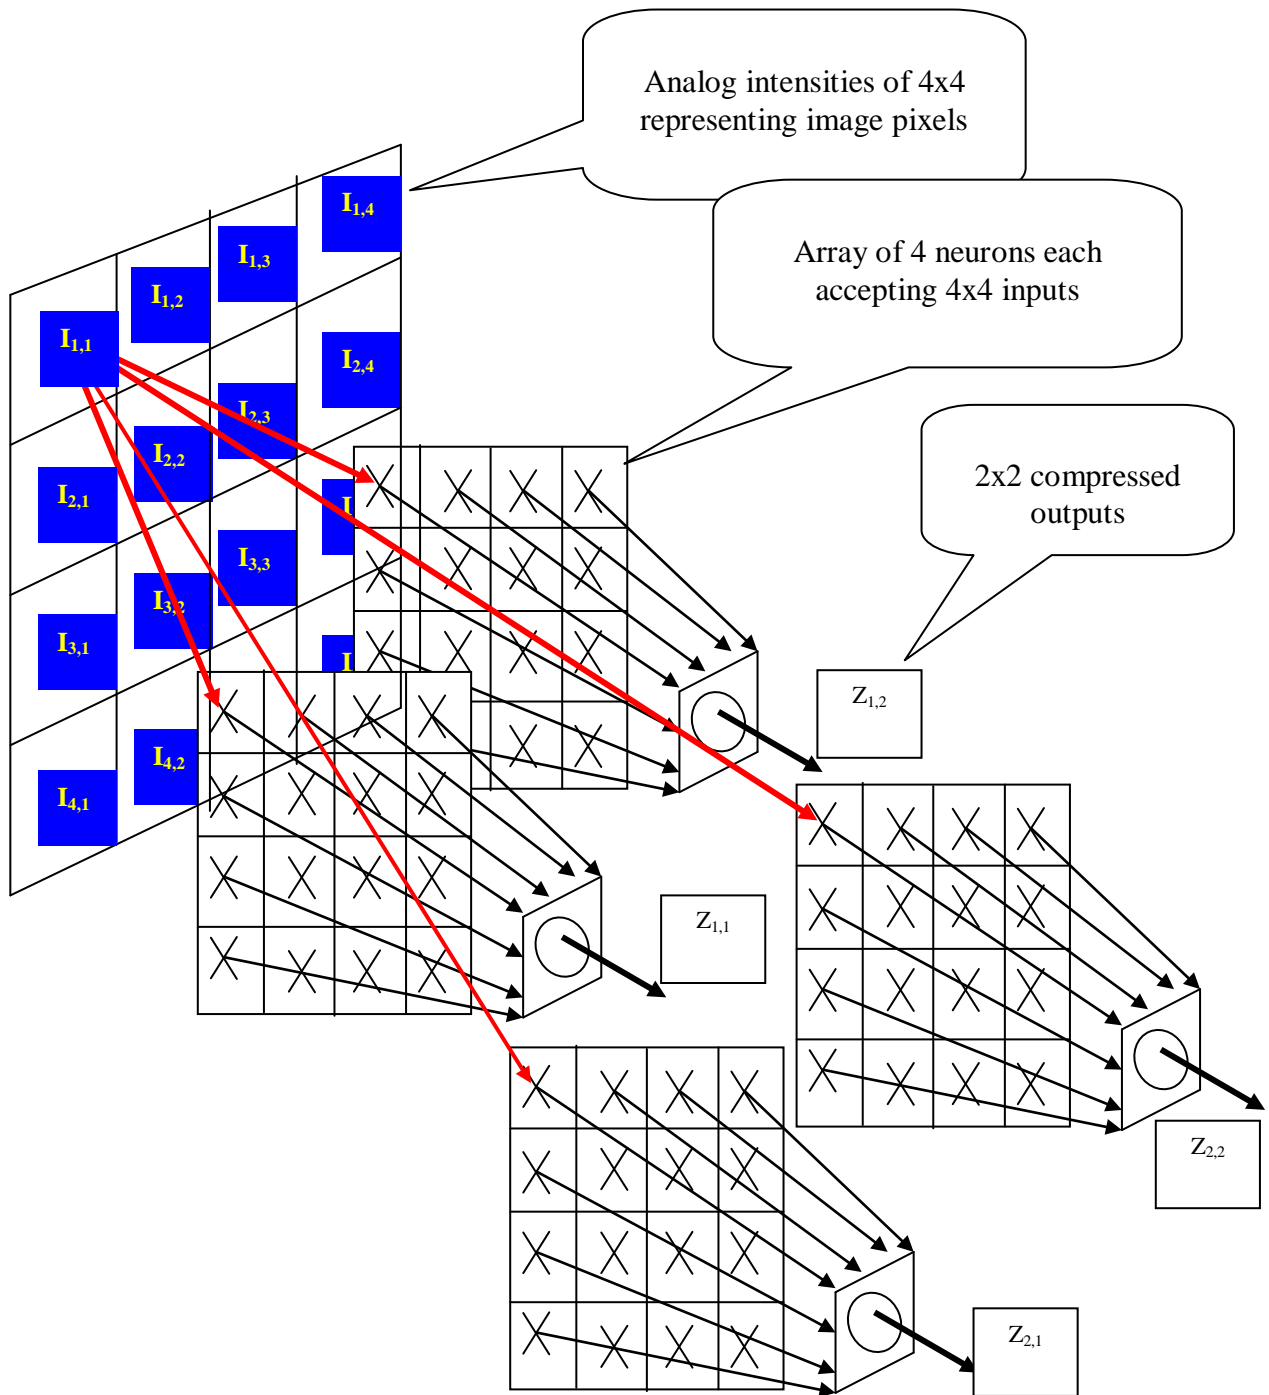 Analog intensities of 4x4
representing image pixels
Array of 4 neurons each
accepting 4x4 inputs
2x2 compressed
outputs
I1,1
I1,2
I1,3
I1,4
I2,1
I2,2
I2,3
I2,4
I3,1
I3,2
I3,3
I
I4,1
I4,2
I
Z1,2
Z1,1
Z2,2
Z2,1